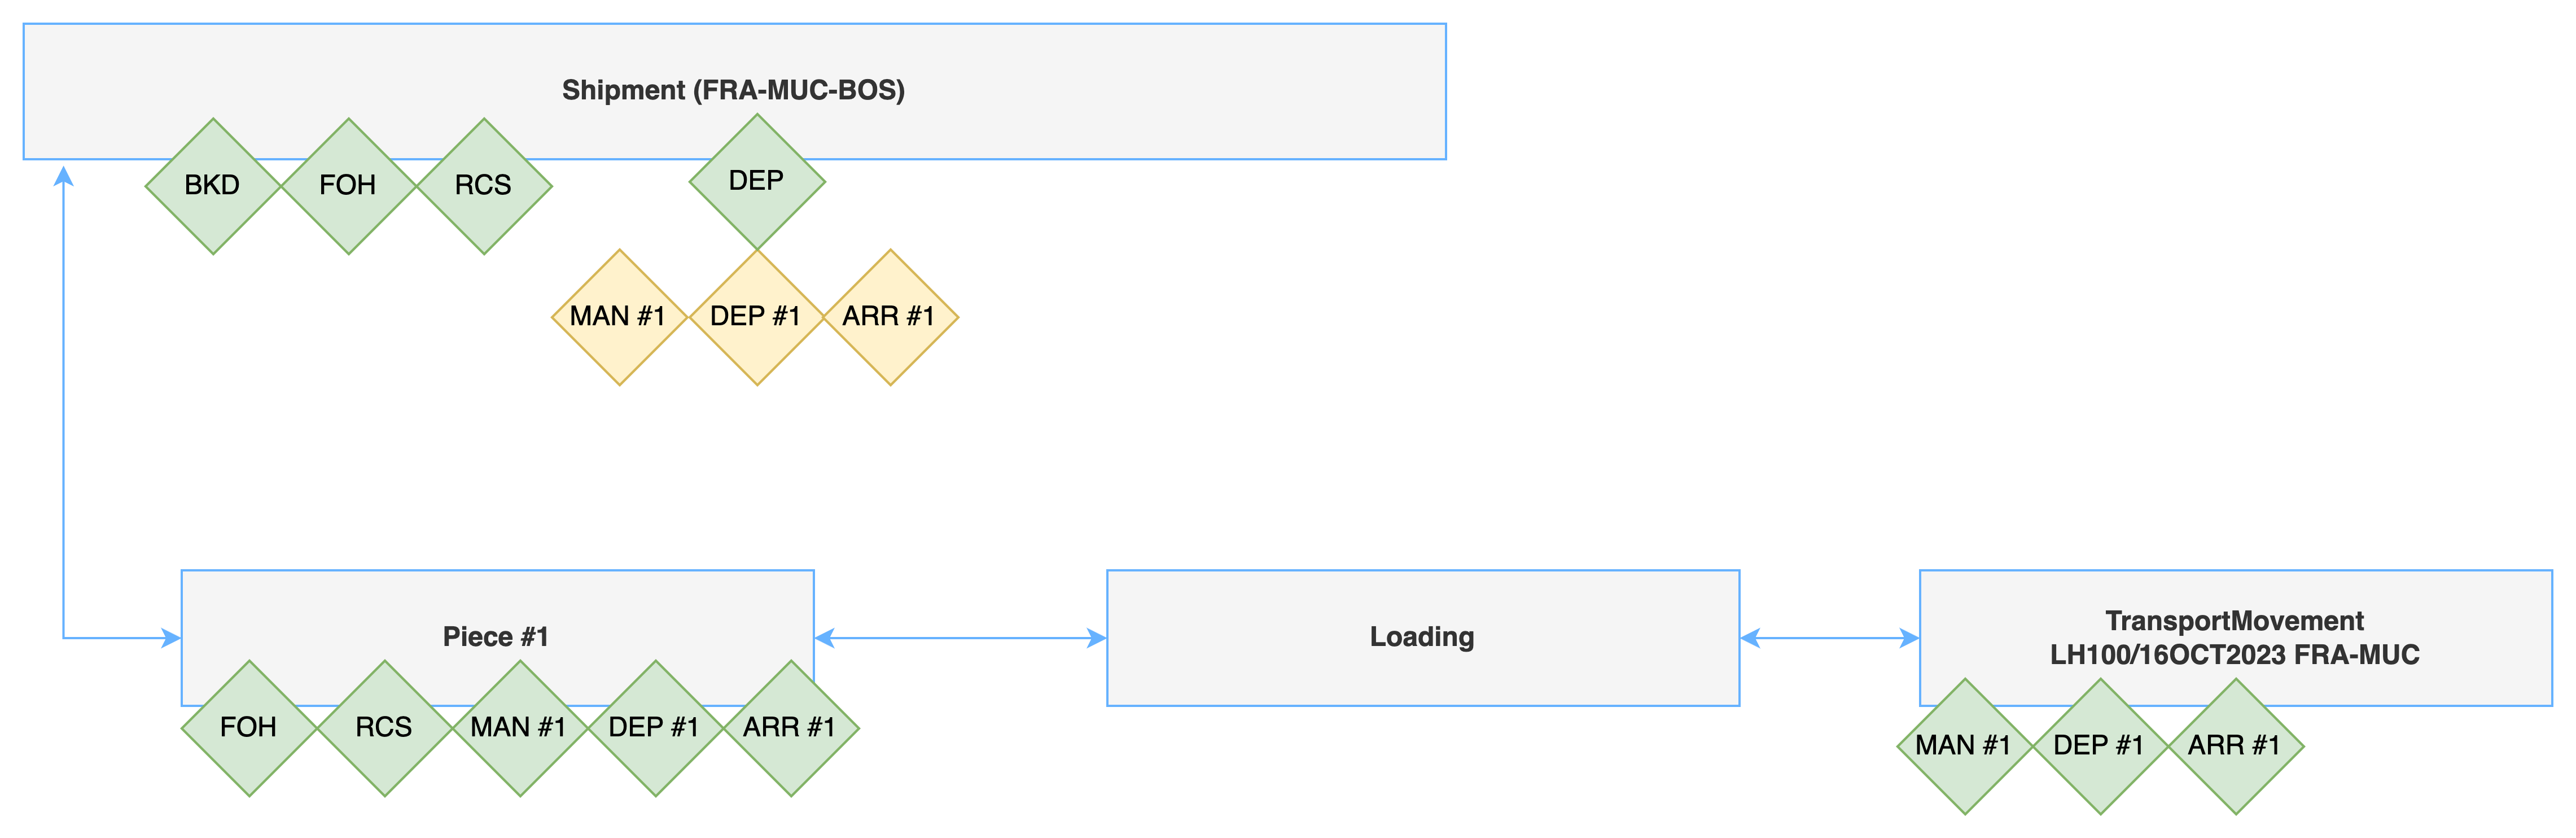 Shipment (FRA-MUC-BOS)
BKD
FOH
RCS
DEP
MAN #1
DEP #1
ARR #1
Piece #1
FOH
RCS
MAN #1
DEP #1
ARR #1
Loading
TransportMovement
LH100/16OCT2023 FRA-MUC
MAN #1
DEP #1
ARR #1